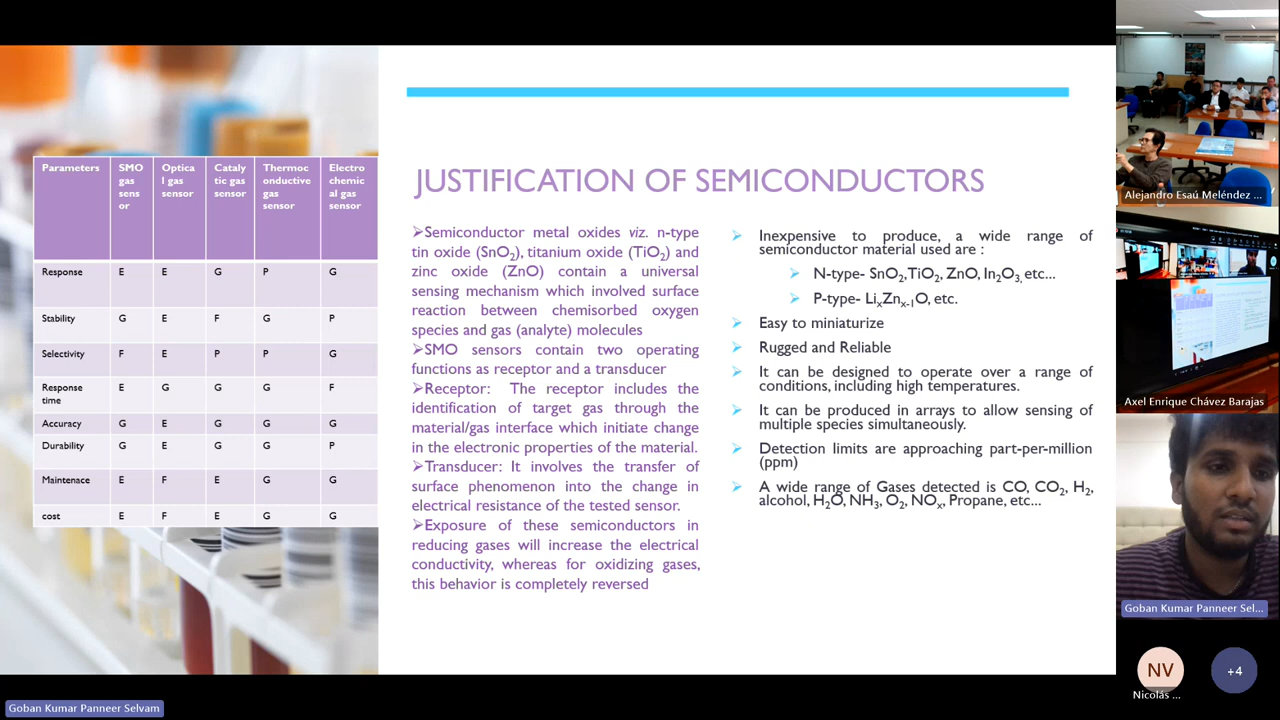 Parameters
SMO gas sens or
Optica l gas sensor
Cataly tic gas sensor
Thermoc onductive gas sensor
Electro chemic al gas sensor
Response E E G P G
Stability G E F G P
Selectivity F E P P G
Response time E G G G F
Accuracy G E G G G
Durability G E G G P
Maintenace E F E G G
cost E F E G G
JUSTIFICATION OF SEMICONDUCTORS
➢Semiconductor metal oxides viz. n-type
tin oxide (SnO₂), titanium oxide (TiO₂) and
zinc oxide (ZnO) contain a universal
sensing mechanism which involved surface
reaction between chemisorbed oxygen
species and gas (analyte) molecules
➢SMO sensors contain two operating
functions as receptor and a transducer
➢Receptor: The receptor includes the
identification of target gas through the
material/gas interface which initiate change
in the electronic properties of the material.
➢Transducer: It involves the transfer of
surface phenomenon into the change in
electrical resistance of the tested sensor.
➢Exposure of these semiconductors in
reducing gases will increase the electrical
conductivity, whereas for oxidizing gases,
this behavior is completely reversed
➢ Inexpensive to produce, a wide range of
semiconductor material used are :
➢ N-type- SnO₂,TiO₂, ZnO, In₂O₃, etc...
➢ P-type- LiₓZnₓ₋₁O, etc.
➢ Easy to miniaturize
➢ Rugged and Reliable
➢ It can be designed to operate over a range of
conditions, including high temperatures.
➢ It can be produced in arrays to allow sensing of
multiple species simultaneously.
➢ Detection limits are approaching part-per-million
(ppm)
➢ A wide range of Gases detected is CO, CO₂, H₂,
alcohol, H₂O, NH₃, O₂, NOₓ, Propane, etc...
Alejandro Esaú Meléndez ...
Axel Enrique Chávez Barajas
Goban Kumar Panneer Sel...
NV
Nicolás ...
+4
Goban Kumar Panneer Selvam